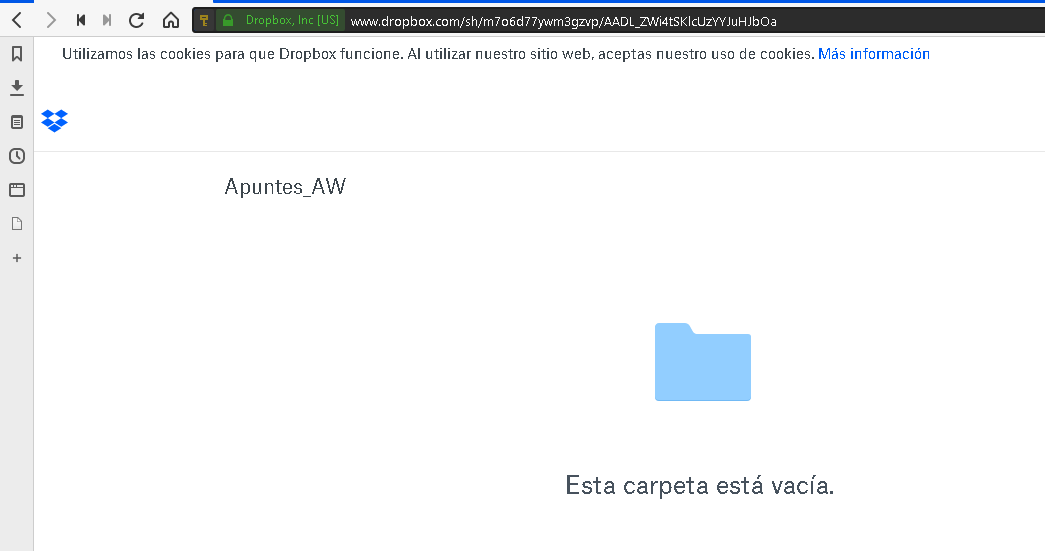 Dropbox, Inc [US] www.dropbox.com/sh/m7o6d77ywm3gzvp/AADL_ZWi4tSKlcUzYYJuHJbOa
Utilizamos las cookies para que Dropbox funcione. Al utilizar nuestro sitio web, aceptas nuestro uso de cookies. Más información
Apuntes_AW
Esta carpeta está vacía.